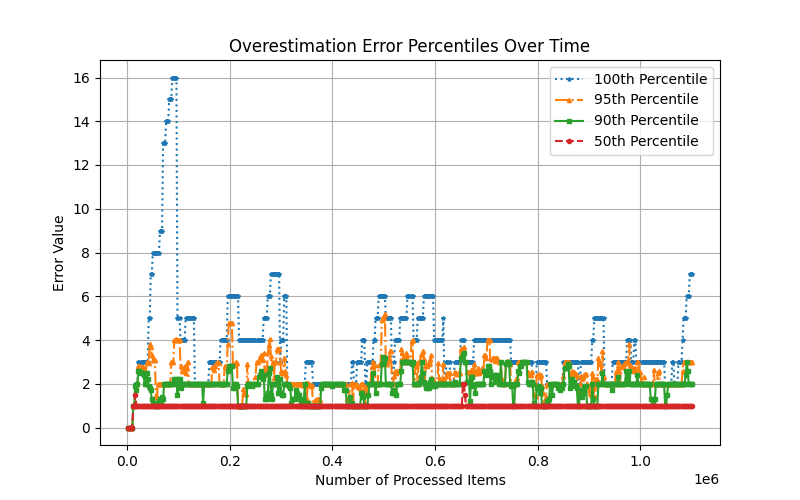 Overestimation Error Percentiles Over Time
100th Percentile
95th Percentile
90th Percentile
50th Percentile
Error Value
16
14
12
10
8
6
4
2
0
0.0 0.2 0.4 0.6 0.8 1.0
1e6
Number of Processed Items